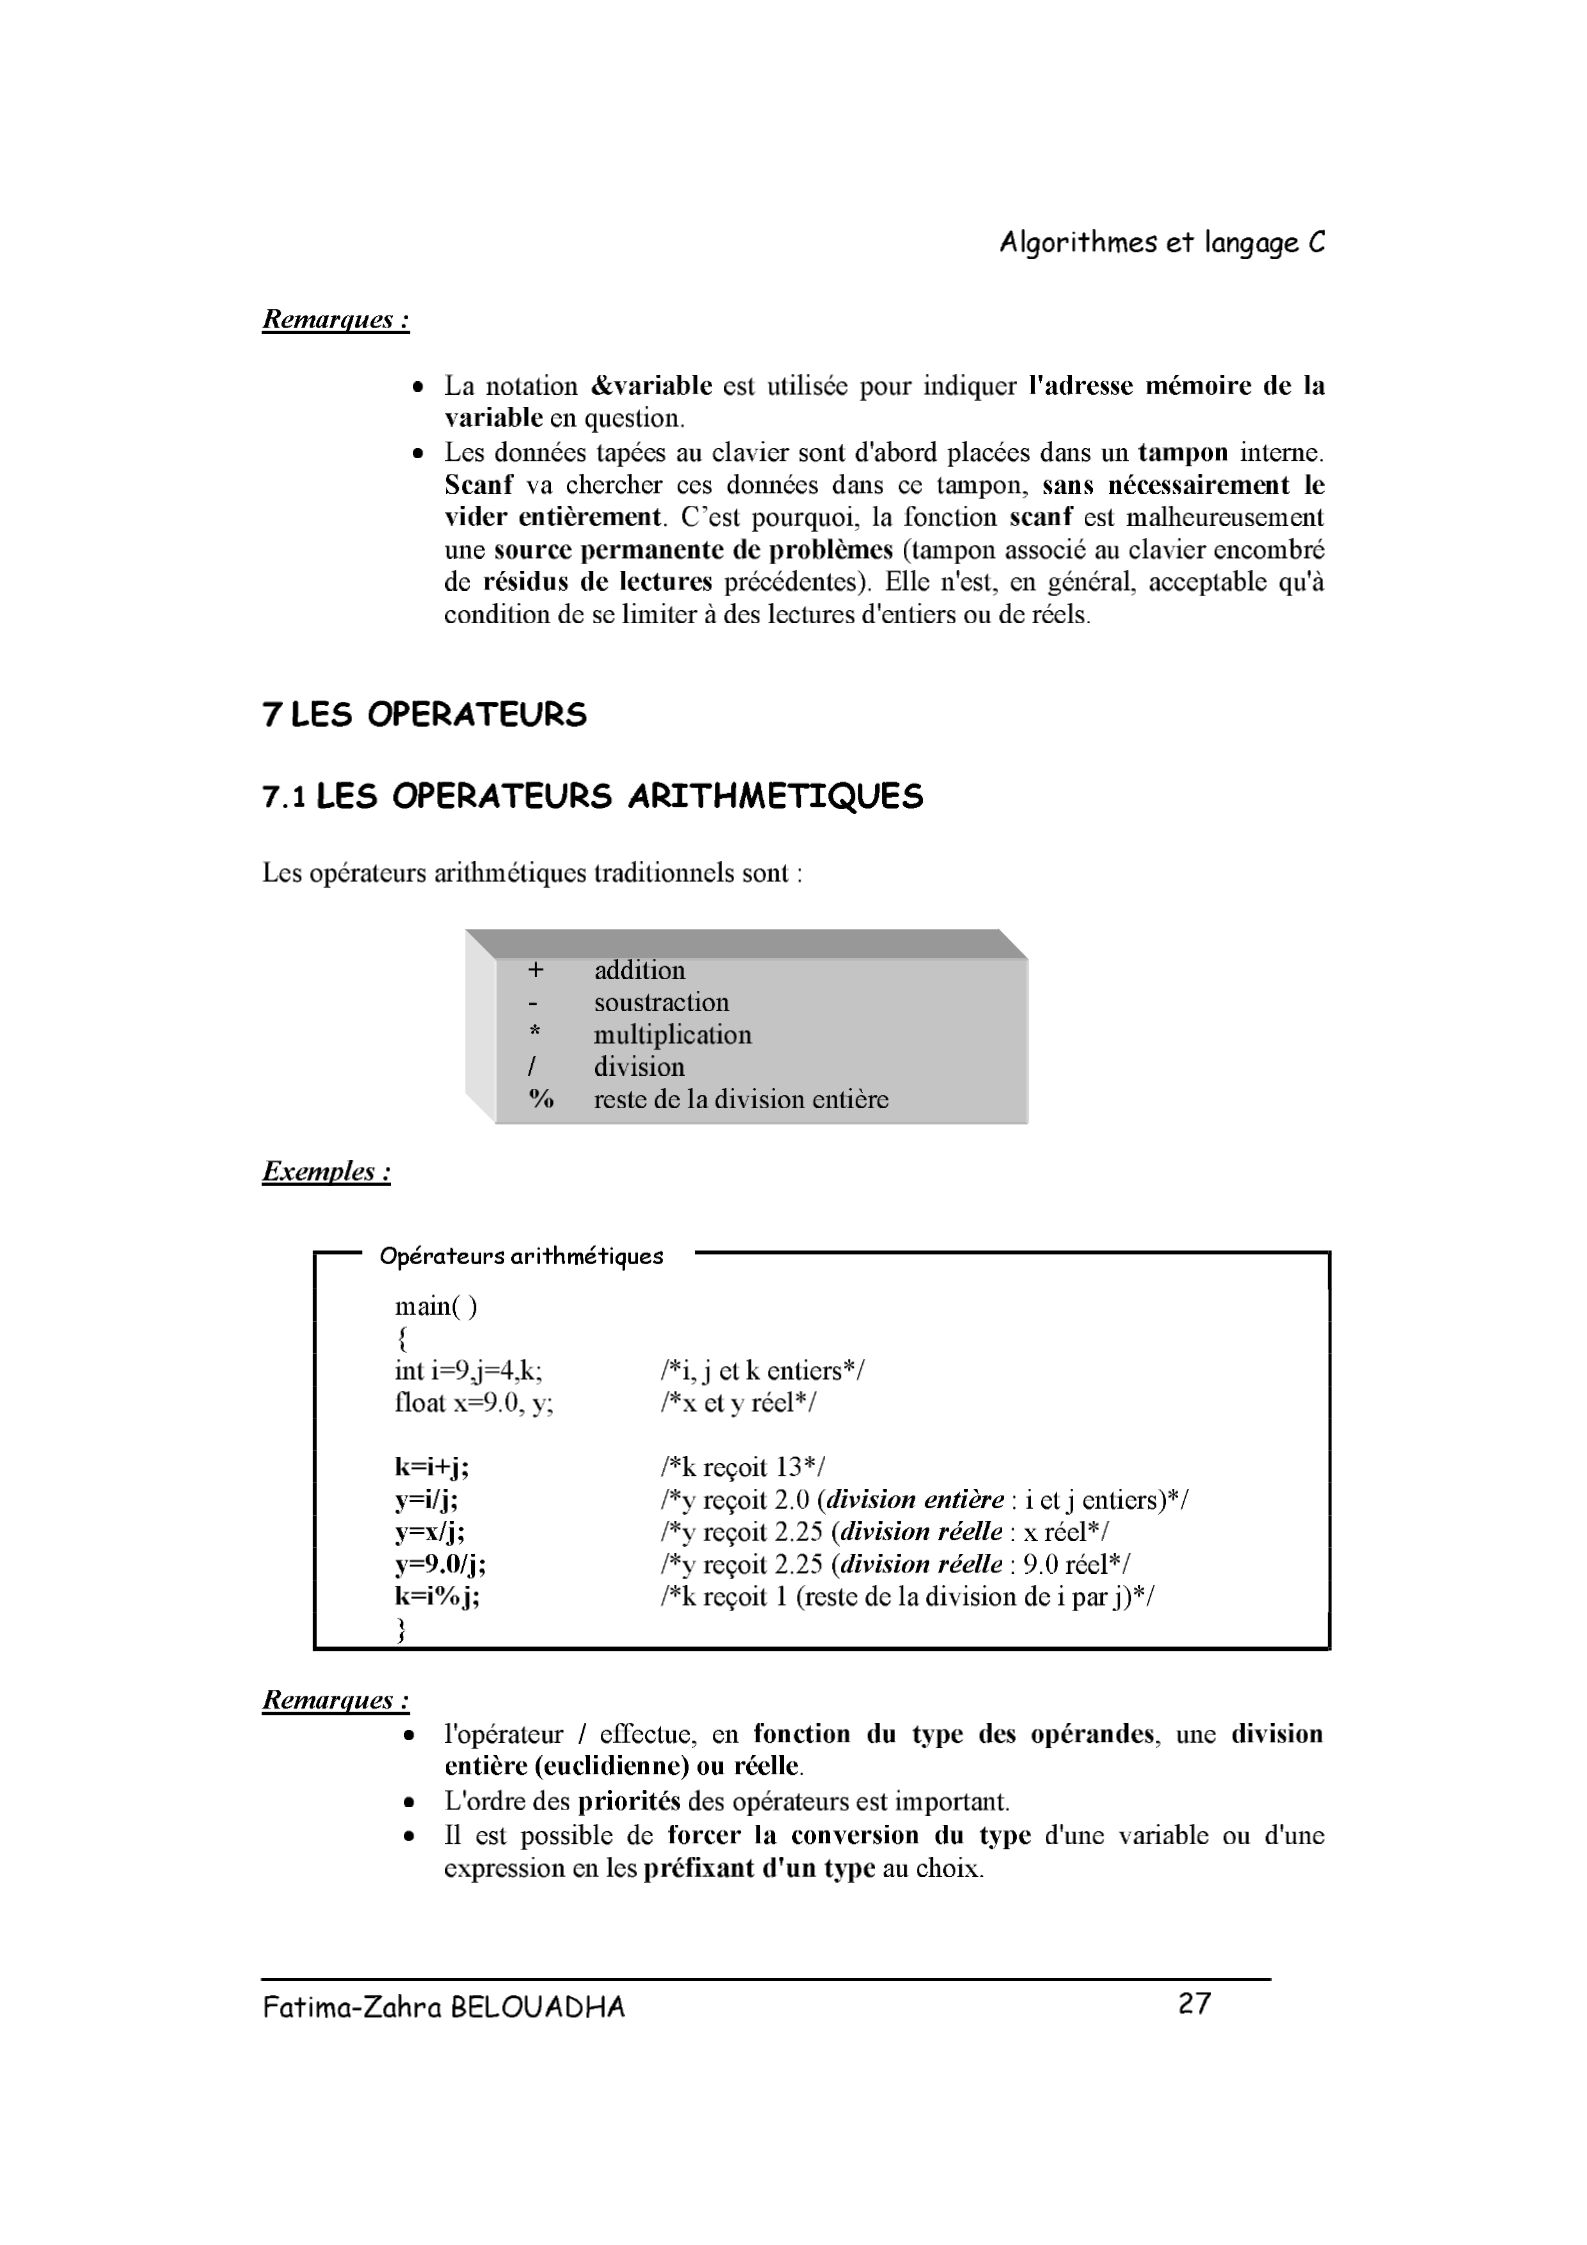 Algorithmes et langage C
Remarques :
• La notation &variable est utilisée pour indiquer l'adresse mémoire de la
variable en question.
• Les données tapées au clavier sont d'abord placées dans un tampon interne.
Scanf va chercher ces données dans ce tampon, sans nécessairement le
vider entièrement. C’est pourquoi, la fonction scanf est malheureusement
une source permanente de problèmes (tampon associé au clavier encombré
de résidus de lectures précédentes). Elle n'est, en général, acceptable qu'à
condition de se limiter à des lectures d'entiers ou de réels.
7 LES OPERATEURS
7.1 LES OPERATEURS ARITHMETIQUES
Les opérateurs arithmétiques traditionnels sont :
+ addition
- soustraction
* multiplication
/ division
% reste de la division entière
Exemples :
Opérateurs arithmétiques
main( )
{
int i=9,j=4,k; /*i, j et k entiers*/
float x=9.0, y; /*x et y réel*/
k=i+j; /*k reçoit 13*/
y=i/j; /*y reçoit 2.0 (division entière : i et j entiers)*/
y=x/j; /*y reçoit 2.25 (division réelle : x réel*/
y=9.0/j; /*y reçoit 2.25 (division réelle : 9.0 réel*/
k=i%j; /*k reçoit 1 (reste de la division de i par j)*/
}
Remarques :
• l'opérateur / effectue, en fonction du type des opérandes, une division
entière (euclidienne) ou réelle.
• L'ordre des priorités des opérateurs est important.
• Il est possible de forcer la conversion du type d'une variable ou d'une
expression en les préfixant d'un type au choix.
Fatima-Zahra BELOUADHA 27